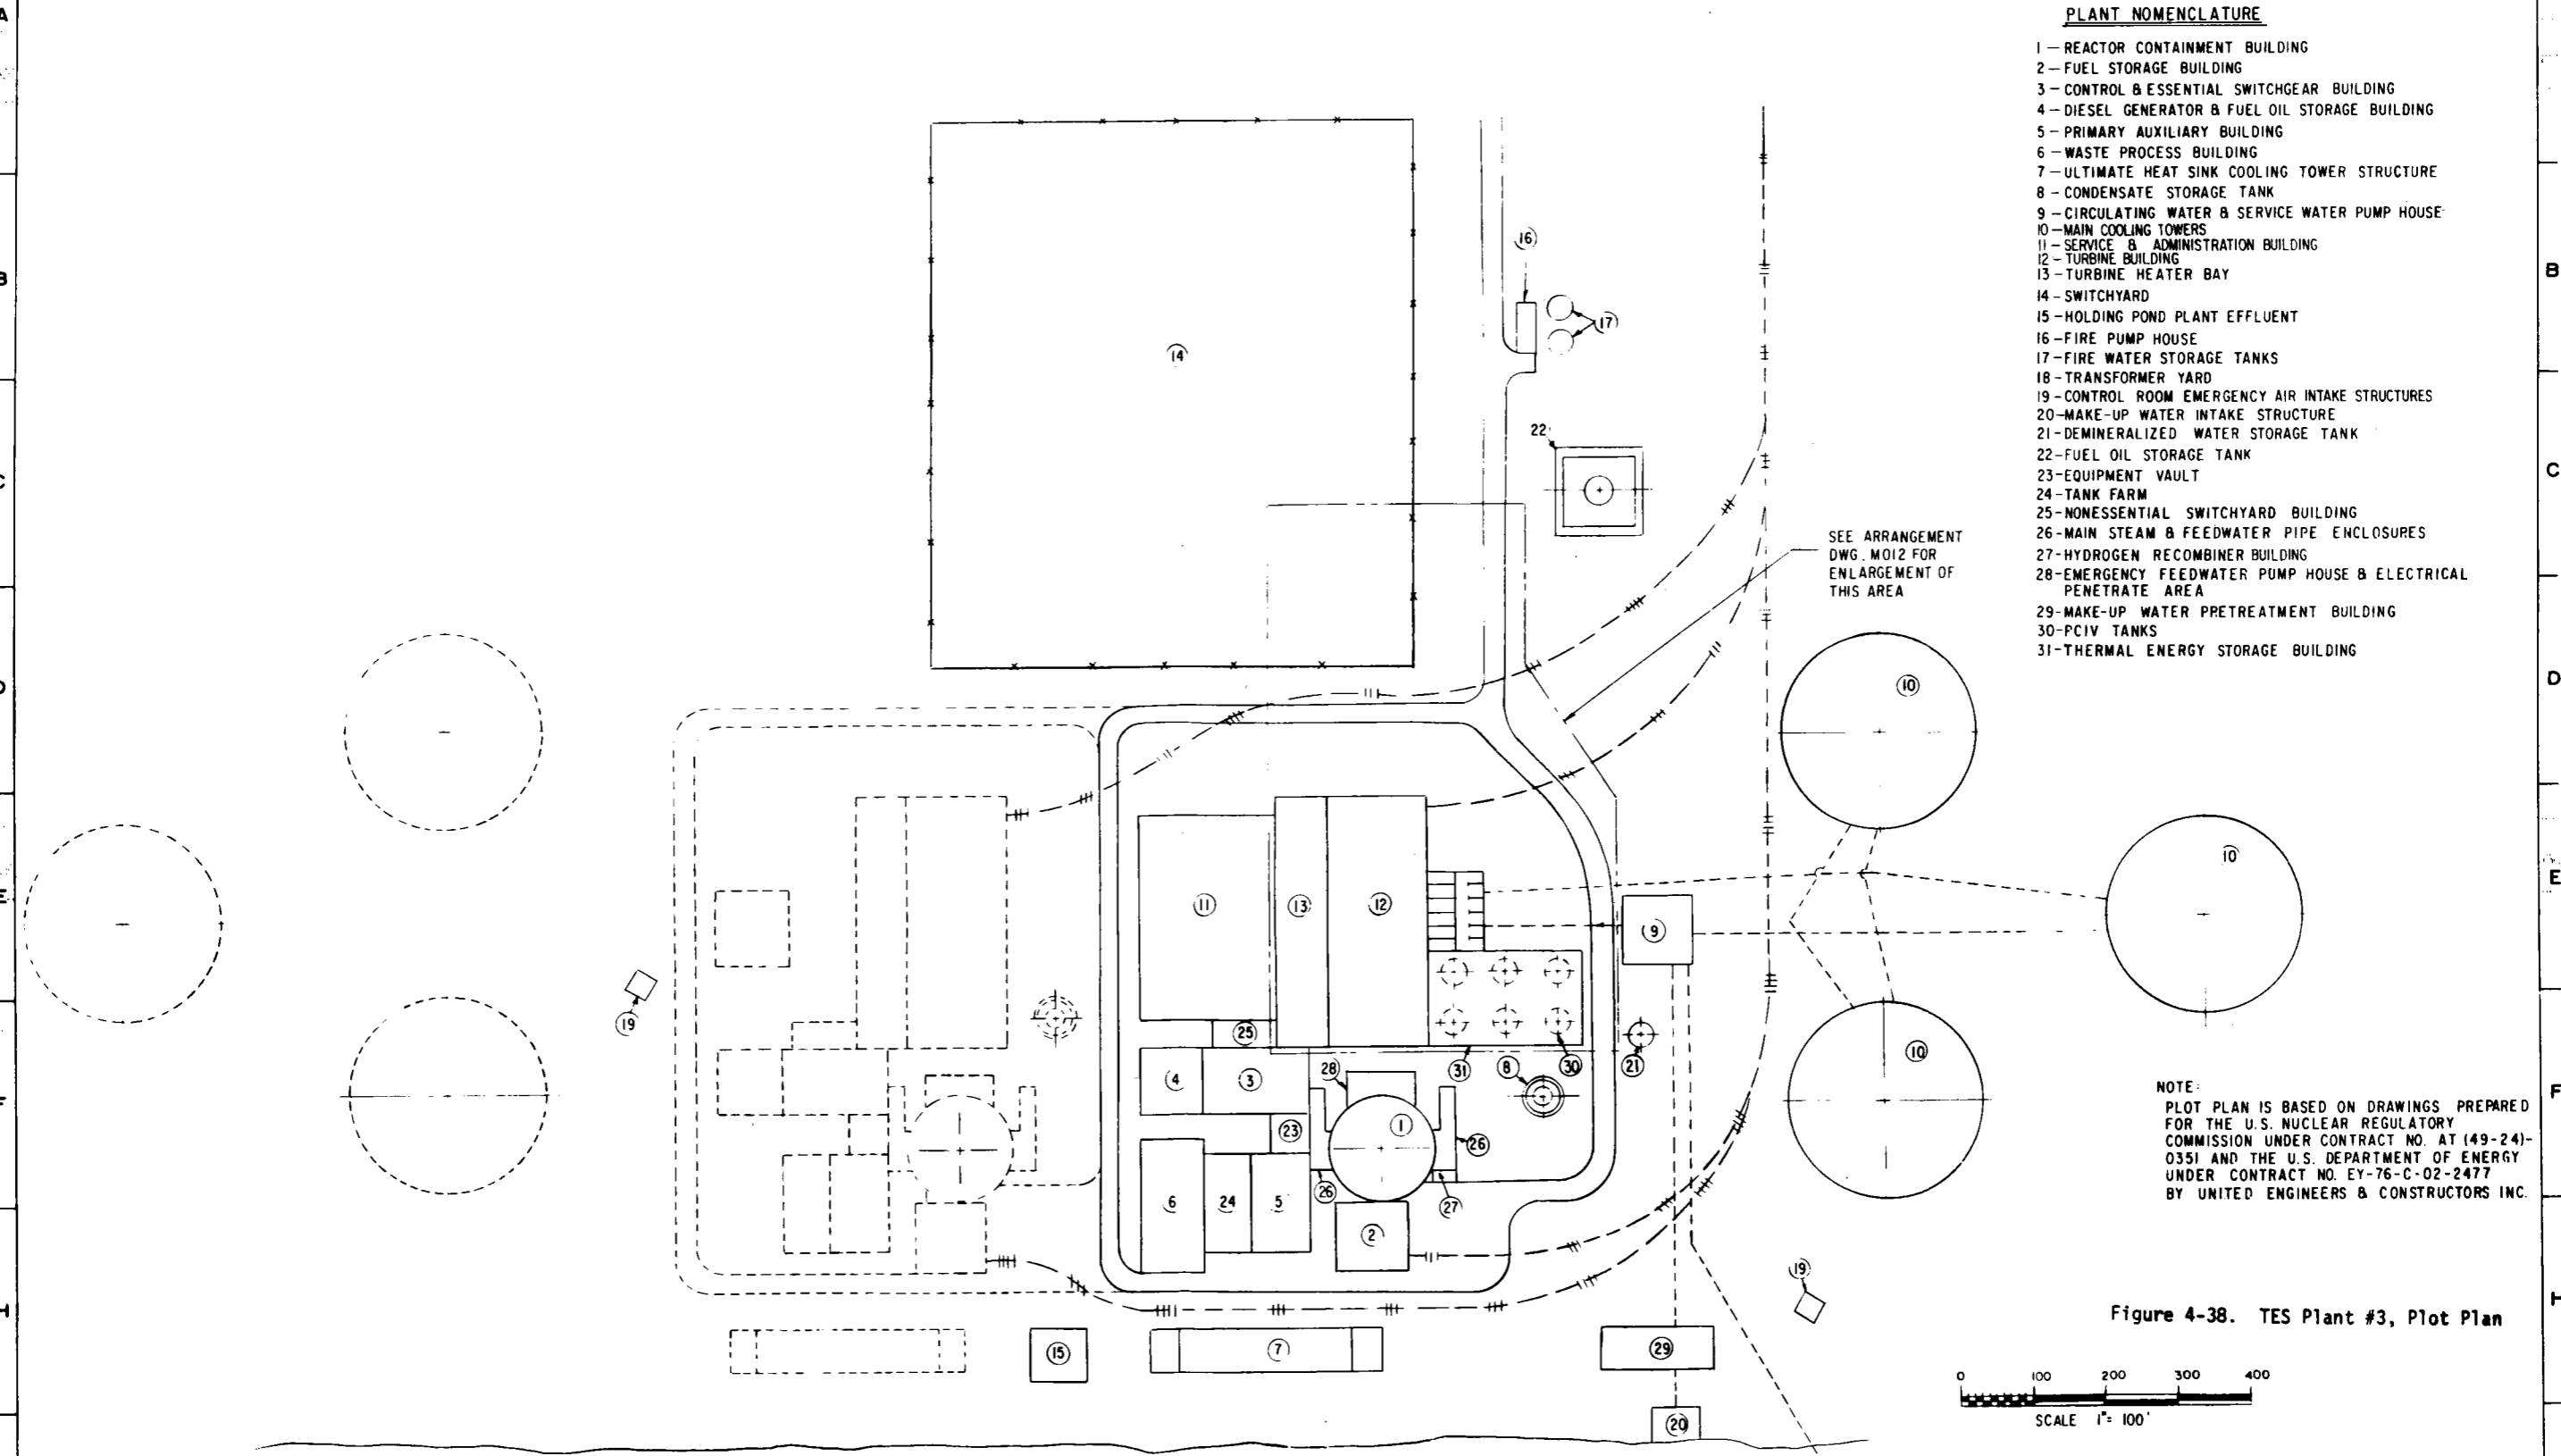 A
PLANT NOMENCLATURE
1 — REACTOR CONTAINMENT BUILDING
2 — FUEL STORAGE BUILDING
3 — CONTROL & ESSENTIAL SWITCHGEAR BUILDING
4 — DIESEL GENERATOR & FUEL OIL STORAGE BUILDING
5 — PRIMARY AUXILIARY BUILDING
6 — WASTE PROCESS BUILDING
7 — ULTIMATE HEAT SINK COOLING TOWER STRUCTURE
8 - CONDENSATE STORAGE TANK
9 - CIRCULATING WATER & SERVICE WATER PUMP HOUSE
10 - MAIN COOLING TOWERS
11 - SERVICE & ADMINISTRATION BUILDING
12 - TURBINE BUILDING
13 - TURBINE HEATER BAY
14 - SWITCHYARD
15 - HOLDING POND PLANT EFFLUENT
16 - FIRE PUMP HOUSE
17 - FIRE WATER STORAGE TANKS
18 - TRANSFORMER YARD
19 - CONTROL ROOM EMERGENCY AIR INTAKE STRUCTURES
20 - MAKE-UP WATER INTAKE STRUCTURE
21 - DEMINERALIZED WATER STORAGE TANK
22 - FUEL OIL STORAGE TANK
23 - EQUIPMENT VAULT
24 - TANK FARM
25 - NONESSENTIAL SWITCHYARD BUILDING
26 - MAIN STEAM & FEEDWATER PIPE ENCLOSURES
27 - HYDROGEN RECOMBINER BUILDING
28 - EMERGENCY FEEDWATER PUMP HOUSE & ELECTRICAL
PENETRATE AREA
29 - MAKE-UP WATER PRETREATMENT BUILDING
30 - PCIV TANKS
31 - THERMAL ENERGY STORAGE BUILDING
B
B
16
17
14
22
C
C
SEE ARRANGEMENT
DWG. M012 FOR
ENLARGEMENT OF
THIS AREA
D
D
10
E
E
11
13
12
9
10
19
25
4
3
28
31
8
30
21
10
F
F
23
1
26
26
27
6
24
5
2
NOTE:
PLOT PLAN IS BASED ON DRAWINGS PREPARED
FOR THE U.S. NUCLEAR REGULATORY
COMMISSION UNDER CONTRACT NO. AT (49-24)-
0351 AND THE U.S. DEPARTMENT OF ENERGY
UNDER CONTRACT NO. EY-76-C-02-2477
BY UNITED ENGINEERS & CONSTRUCTORS INC.
19
H
H
Figure 4-38. TES Plant #3, Plot Plan
15
7
29
20
0 100 200 300 400
SCALE 1"= 100'